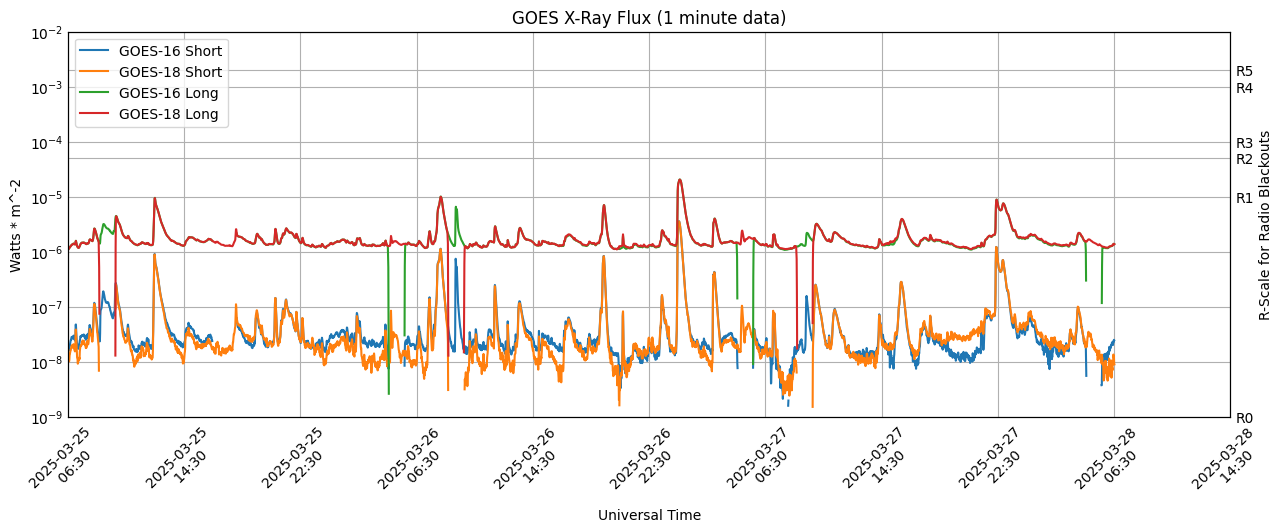 GOES X-Ray Flux (1 minute data)
GOES-16 Short
GOES-18 Short
GOES-16 Long
GOES-18 Long
10^-2
10^-3
10^-4
10^-5
10^-6
10^-7
10^-8
10^-9
Watts * m^-2
R5
R4
R3
R2
R1
R0
R-Scale for Radio Blackouts
2025-03-25
06:30
2025-03-25
14:30
2025-03-25
22:30
2025-03-26
06:30
2025-03-26
14:30
2025-03-26
22:30
2025-03-27
06:30
2025-03-27
14:30
2025-03-27
22:30
2025-03-28
06:30
2025-03-28
14:30
Universal Time